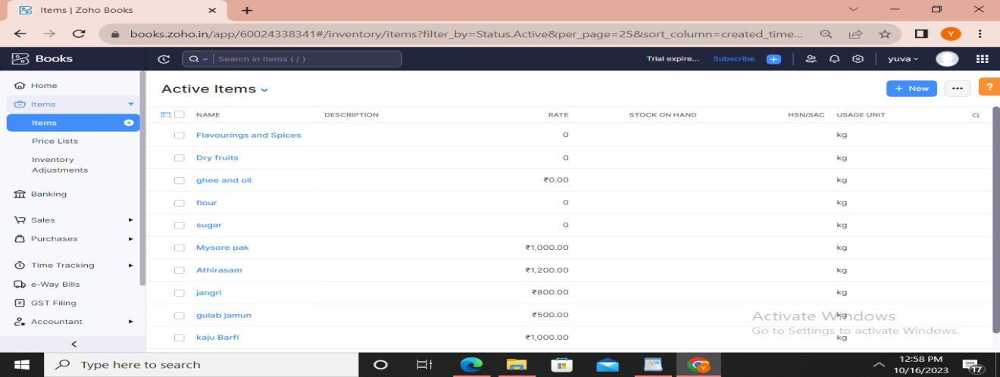 Items | Zoho Books
books.zoho.in/app/60024338341#/inventory/items?filter_by=Status.Active&per_page=25&sort_column=created_time...
Y
Books
Search in Items ( / )
Trial expire... Subscribe
yuva
Home
Items
Items
Price Lists
Inventory
Adjustments
Banking
Sales
Purchases
Time Tracking
e-Way Bills
GST Filing
Accountant
Active Items
+ New
?
NAME DESCRIPTION RATE STOCK ON HAND HSN/SAC USAGE UNIT
Flavourings and Spices 0 kg
Dry fruits 0 kg
ghee and oil ₹0.00 kg
flour 0 kg
sugar 0 kg
Mysore pak ₹1,000.00 kg
Athirasam ₹1,200.00 kg
jangri ₹800.00 kg
gulab jamun ₹500.00 kg
kaju Barfi ₹1,000.00 kg
Activate Windows
Go to Settings to activate Windows.
Type here to search
12:58 PM
10/16/2023
17